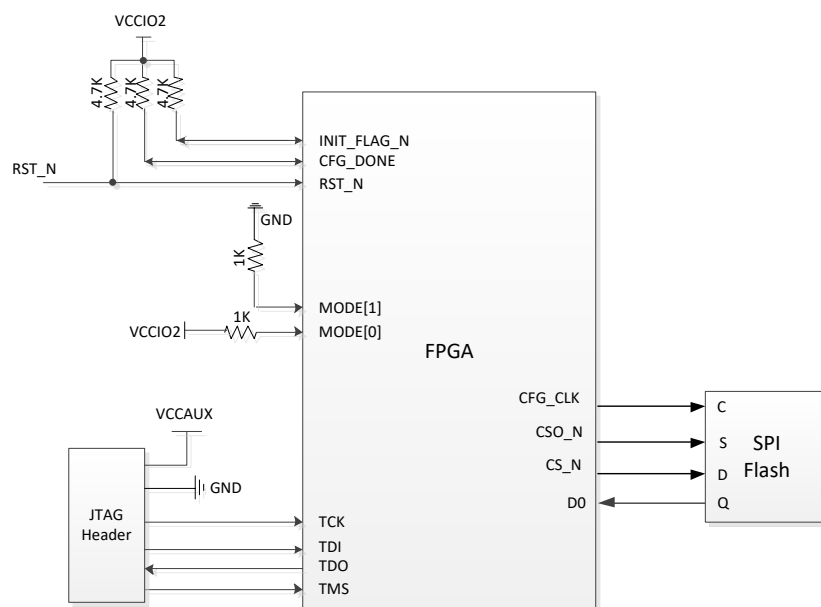 VCCIO2
4.7K
4.7K
4.7K
INIT_FLAG_N
CFG_DONE
RST_N
RST_N
GND
1K
MODE[1]
1K
VCCIO2
MODE[0]
FPGA
CFG_CLK
C
VCCAUX
CSO_N
S
SPI
Flash
CS_N
D
GND
D0
Q
JTAG
Header
TCK
TDI
TDO
TMS